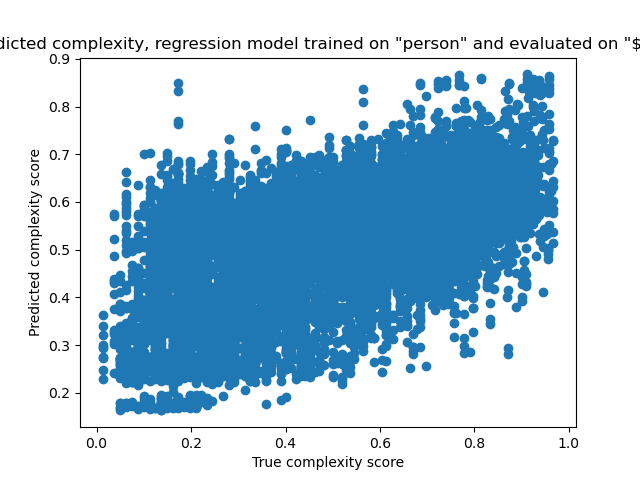 dicted complexity, regression model trained on "person" and evaluated on "$
0.9
0.8
0.7
0.6
0.5
0.4
0.3
0.2
Predicted complexity score
0.0 0.2 0.4 0.6 0.8 1.0
True complexity score